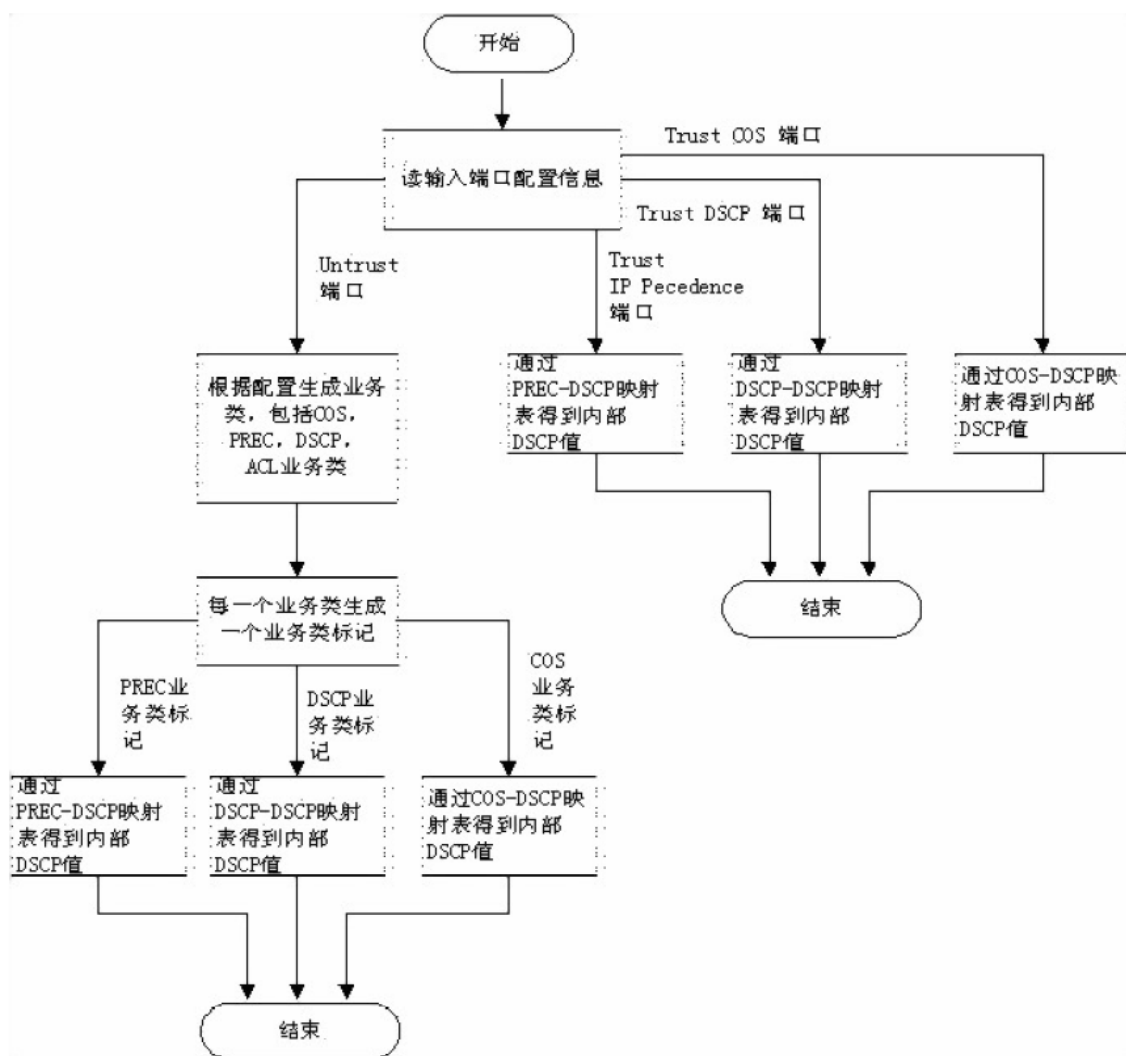 开始
读输入端口配置信息
Trust COS 端口
Trust DSCP 端口
Untrust
端口
Trust
IP Pecedence
端口
根据配置生成业务
类，包括COS，
PREC，DSCP，
ACL业务类
通过
PREC-DSCP映射
表得到内部
DSCP值
通过
DSCP-DSCP映射
表得到内部
DSCP值
通过COS-DSCP映
射表得到内部
DSCP值
结束
每一个业务类生成
一个业务类标记
PREC业
务类标
记
DSCP业
务类标
记
COS
业务
类标
记
通过
PREC-DSCP映射
表得到内部
DSCP值
通过
DSCP-DSCP映射
表得到内部
DSCP值
通过COS-DSCP映
射表得到内部
DSCP值
结束